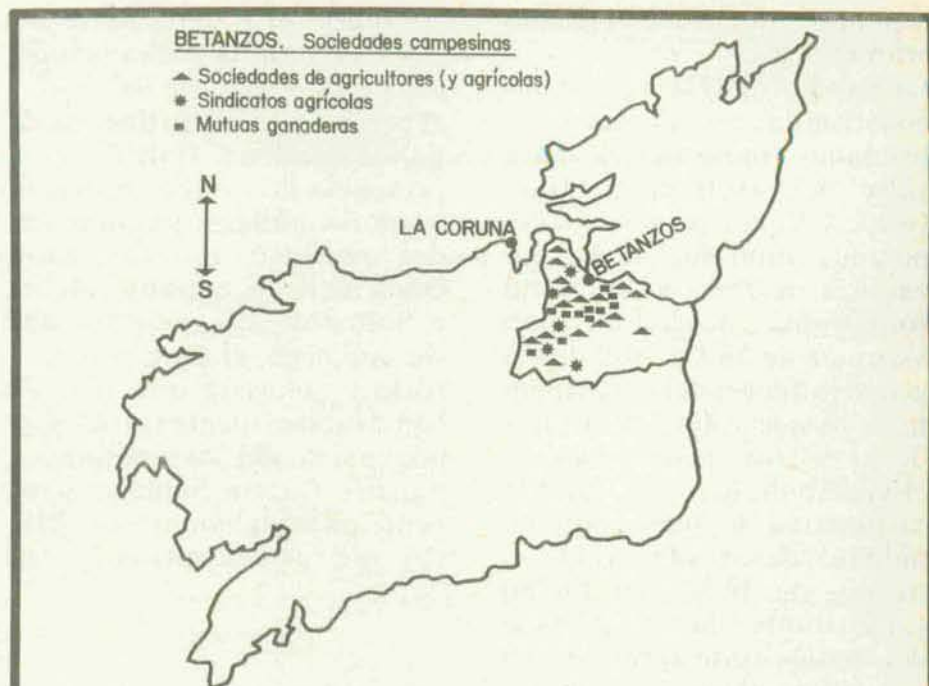 BETANZOS. Sociedades campesinas
▲ Sociedades de agricultores (y agrícolas)
✷ Sindicatos agrícolas
■ Mutuas ganaderas
N
S
LA CORUNA
BETANZOS